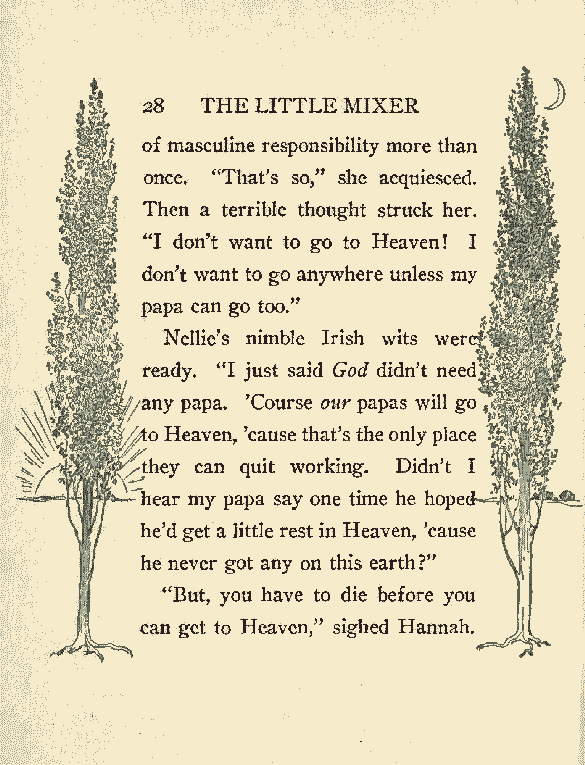 28 THE LITTLE MIXER
of masculine responsibility more than
once. “That’s so,” she acquiesced.
Then a terrible thought struck her.
“I don’t want to go to Heaven! I
don’t want to go anywhere unless my
papa can go too.”
Nellie’s nimble Irish wits were
ready. “I just said God didn’t need
any papa. ’Course our papas will go
to Heaven, ’cause that’s the only place
they can quit working. Didn’t I
hear my papa say one time he hoped
he’d get a little rest in Heaven, ’cause
he never got any on this earth?”
“But, you have to die before you
can get to Heaven,” sighed Hannah.